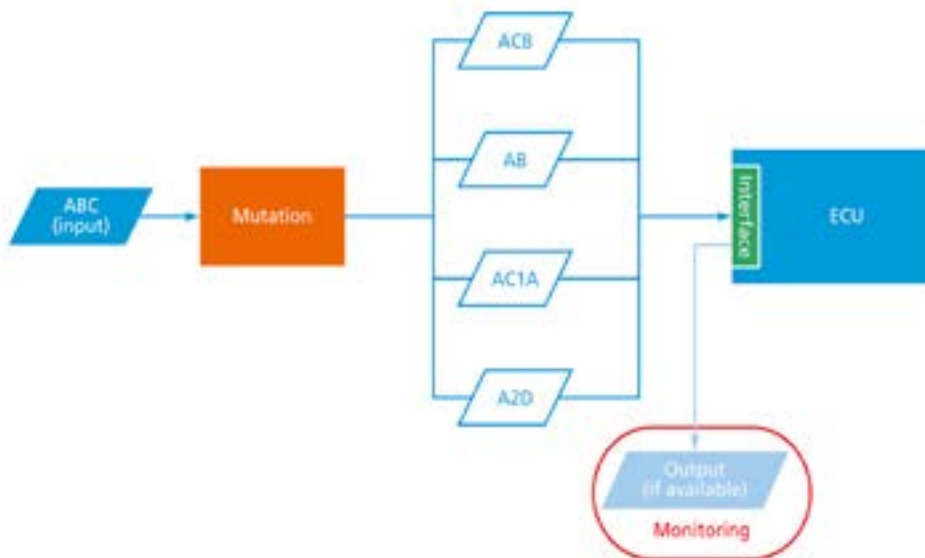 ABC
(input)
Mutation
ACB
AB
AC1A
A2D
Interface
ECU
Output
(if available)
Monitoring